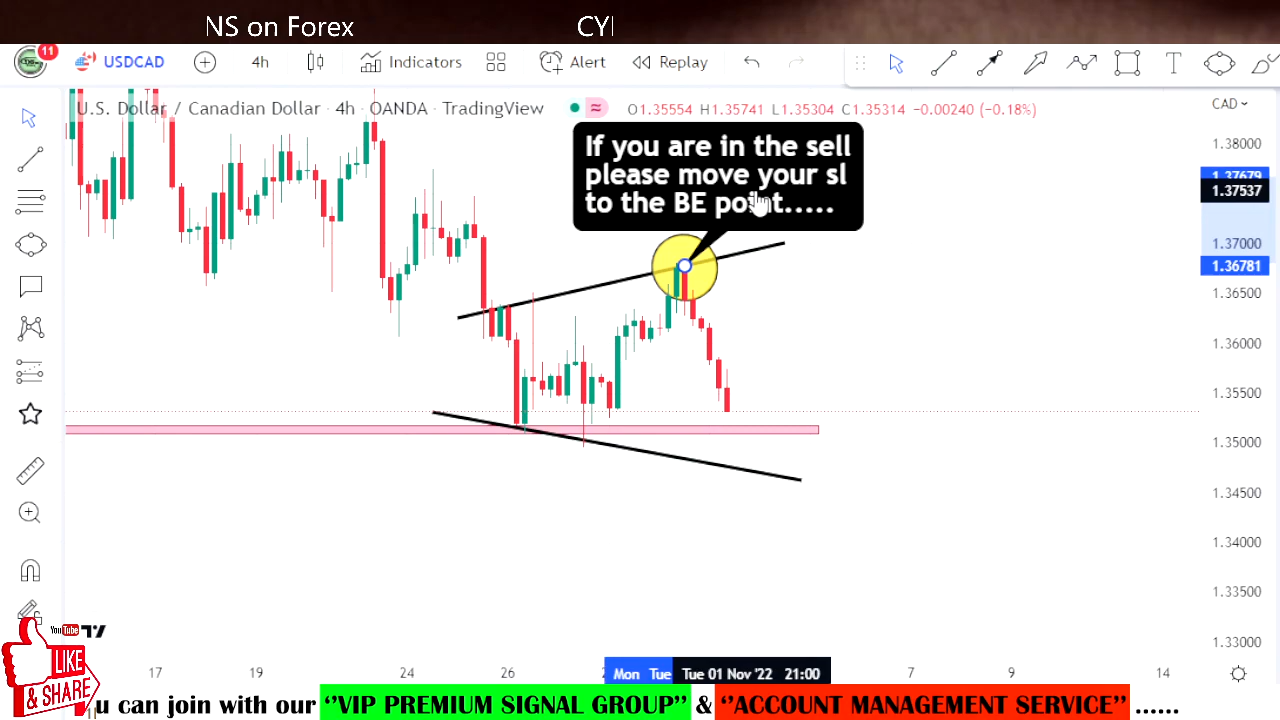 NS on Forex CYI
11 USDCAD 4h Indicators Alert Replay
U.S. Dollar / Canadian Dollar · 4h · OANDA · TradingView O1.35554 H1.35741 L1.35304 C1.35314 −0.00240 (−0.18%)
CAD
If you are in the sell
please move your sl
to the BE point.....
1.38000
1.37679
1.37537
1.37000
1.36781
1.36500
1.36000
1.35500
1.35000
1.34500
1.34000
1.33500
1.33000
17 19 24 26 2 Mon Tue Tue 01 Nov '22 21:00 7 9 14
YouTube
LIKE
& SHARE
u can join with our ‘‘VIP PREMIUM SIGNAL GROUP’’ & ‘‘ACCOUNT MANAGEMENT SERVICE’’ ......